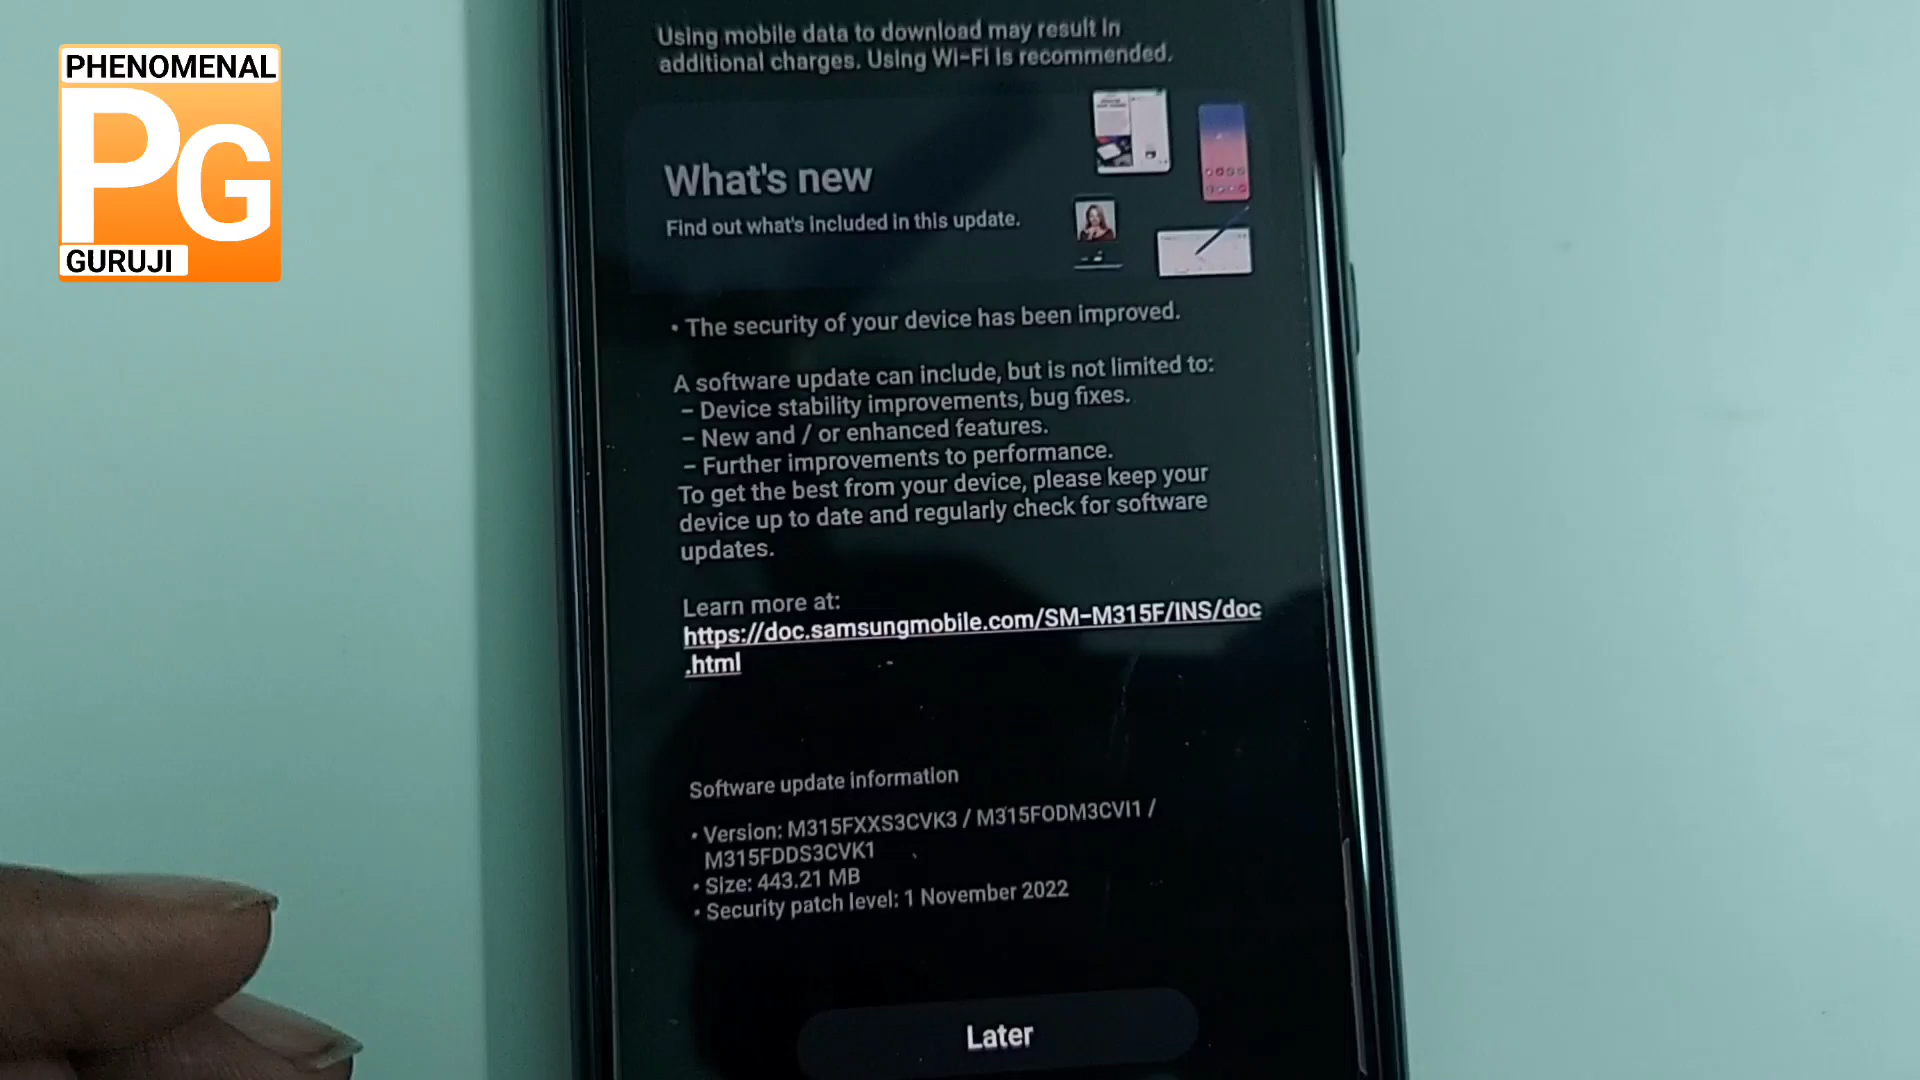 PHENOMENAL
PG
GURUJI
Using mobile data to download may result in
additional charges. Using Wi-Fi is recommended.
What's new
Find out what's included in this update.
• The security of your device has been improved.
A software update can include, but is not limited to:
– Device stability improvements, bug fixes.
– New and / or enhanced features.
– Further improvements to performance.
To get the best from your device, please keep your
device up to date and regularly check for software
updates.
Learn more at:
https://doc.samsungmobile.com/SM-M315F/INS/doc
.html
Software update information
• Version: M315FXXS3CVK3 / M315FODM3CVI1 /
M315FDDS3CVK1
• Size: 443.21 MB
• Security patch level: 1 November 2022
Later